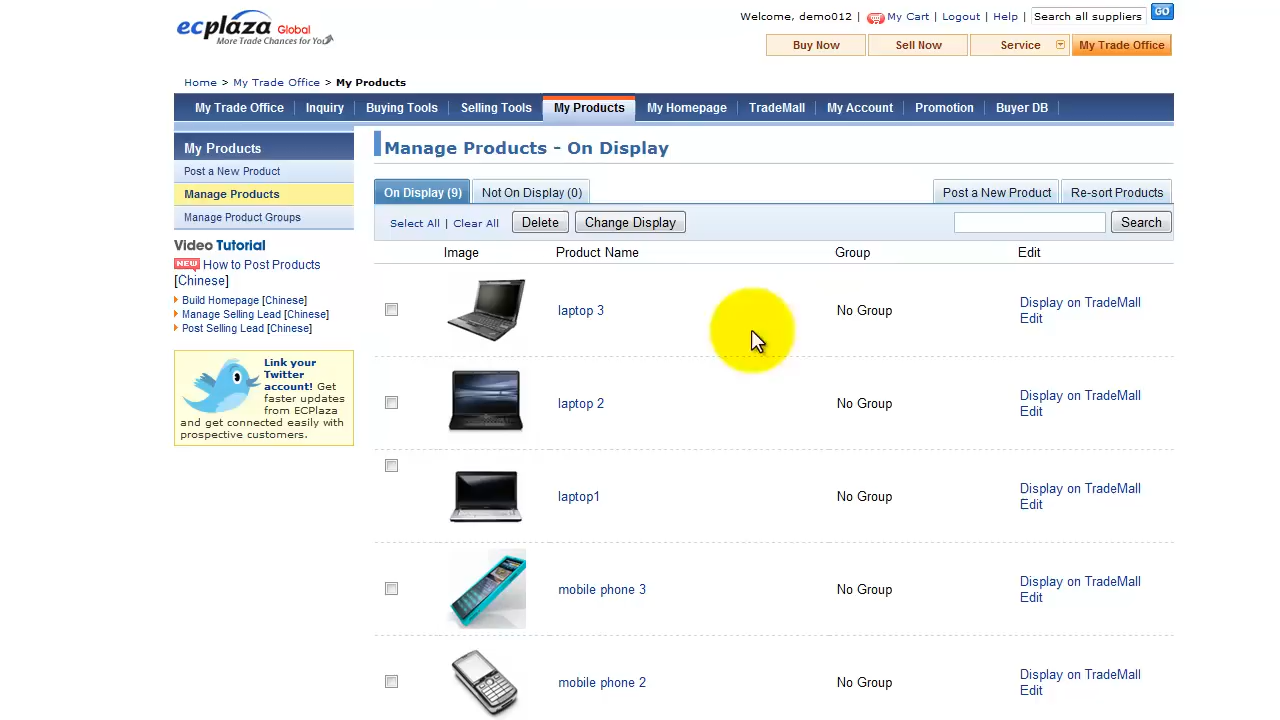 ecplaza Global
More Trade Chances for You
Welcome, demo012 | My Cart | Logout | Help | Search all suppliers GO
Buy Now Sell Now Service My Trade Office
Home > My Trade Office > My Products
My Trade Office Inquiry Buying Tools Selling Tools My Products My Homepage TradeMall My Account Promotion Buyer DB
My Products
Post a New Product
Manage Products
Manage Product Groups
Video Tutorial
NEW How to Post Products
[Chinese]
Build Homepage [Chinese]
Manage Selling Lead [Chinese]
Post Selling Lead [Chinese]
Link your
Twitter
account! Get
faster updates
from ECPlaza
and get connected easily with
prospective customers.
Manage Products - On Display
On Display (9) Not On Display (0) Post a New Product Re-sort Products
Select All | Clear All Delete Change Display Search
Image Product Name Group Edit
laptop 3 No Group Display on TradeMall
Edit
laptop 2 No Group Display on TradeMall
Edit
laptop1 No Group Display on TradeMall
Edit
mobile phone 3 No Group Display on TradeMall
Edit
mobile phone 2 No Group Display on TradeMall
Edit